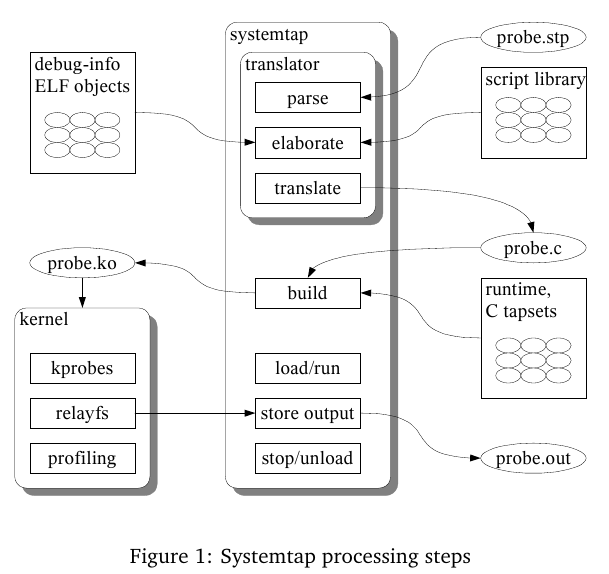 systemtap
probe.stp
debug-info
ELF objects
translator
script library
parse
elaborate
translate
probe.c
probe.ko
build
runtime,
C tapsets
kernel
kprobes
load/run
relayfs
store output
profiling
stop/unload
probe.out
Figure 1: Systemtap processing steps